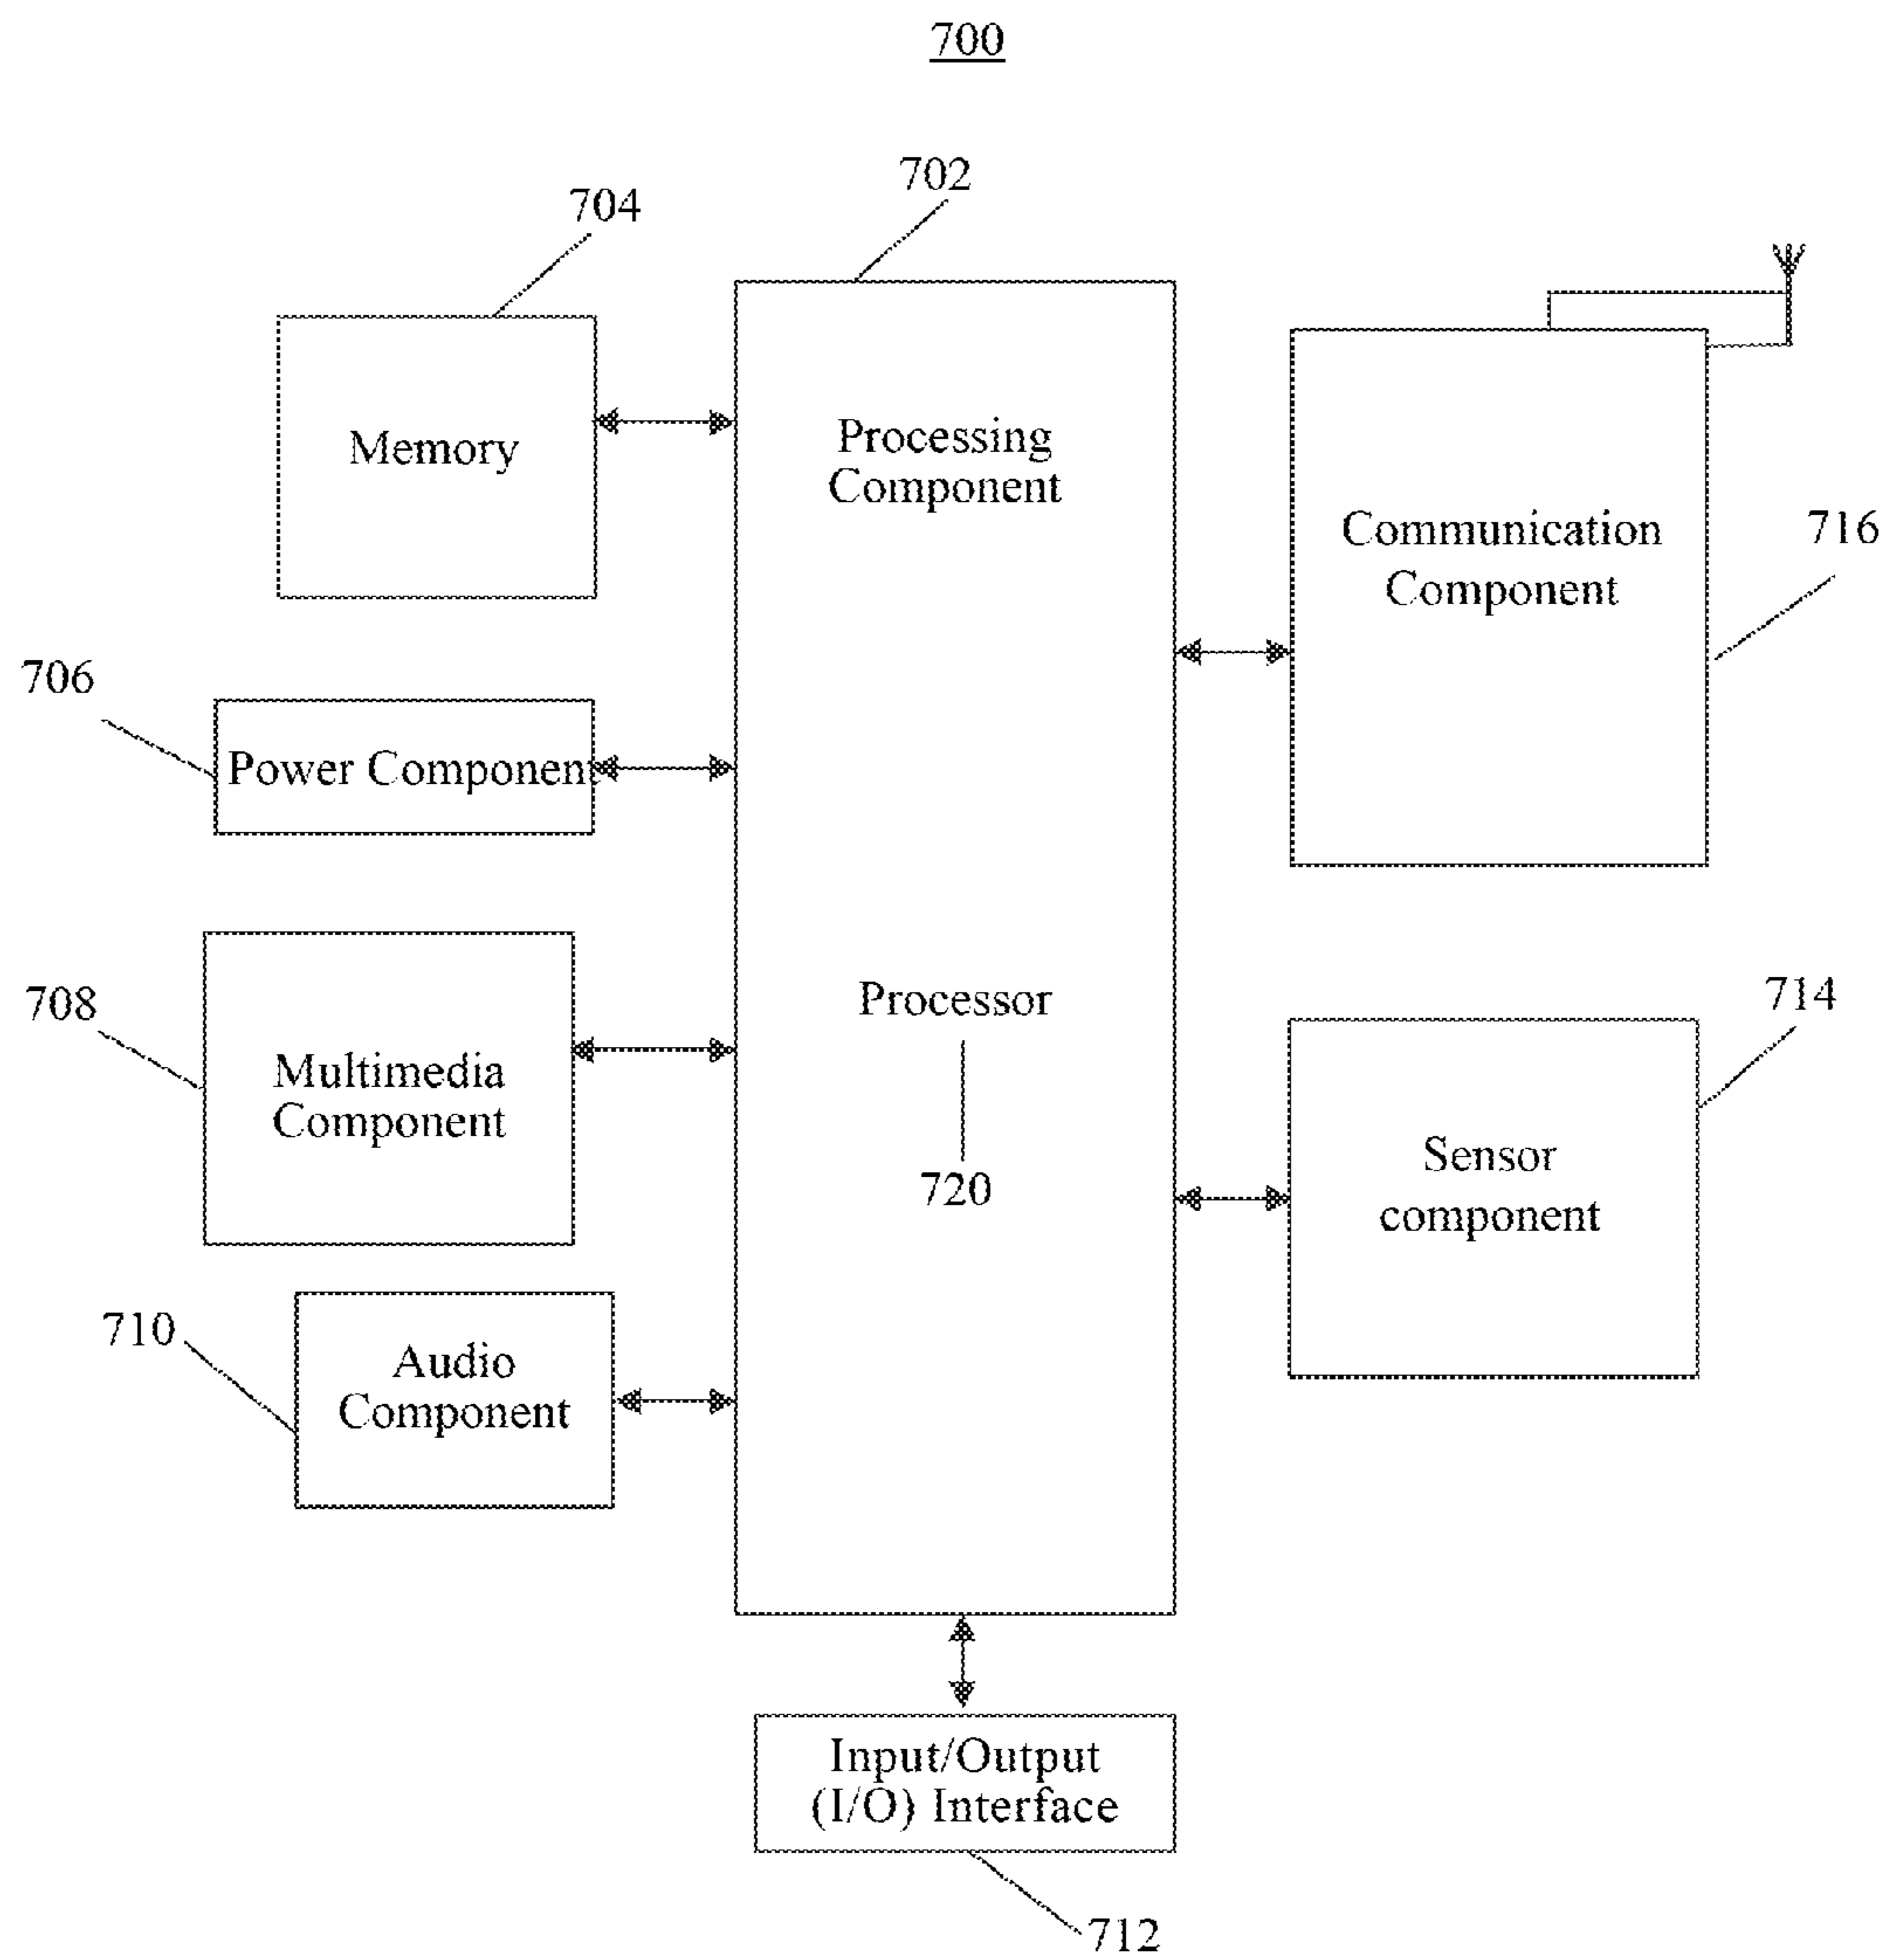 700
702
704
Memory
Processing
Component
Communication
Component
716
706
Power Component
708
Multimedia
Component
Processor
720
714
Sensor
component
710
Audio
Component
Input/Output
(I/O) Interface
712